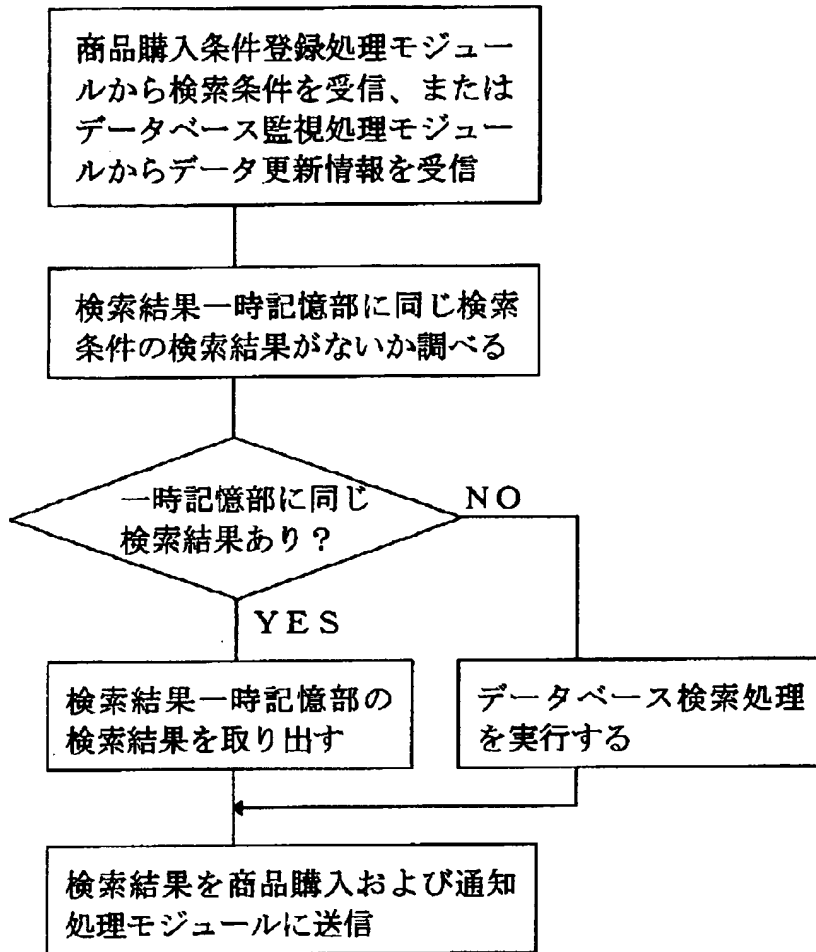 商品購入条件登録処理モジュー
ルから検索条件を受信、または
データベース監視処理モジュー
ルからデータ更新情報を受信
検索結果一時記憶部に同じ検索
条件の検索結果がないか調べる
一時記憶部に同じ
検索結果あり？
NO
YES
検索結果一時記憶部の
検索結果を取り出す
データベース検索処理
を実行する
検索結果を商品購入および通知
処理モジュールに送信